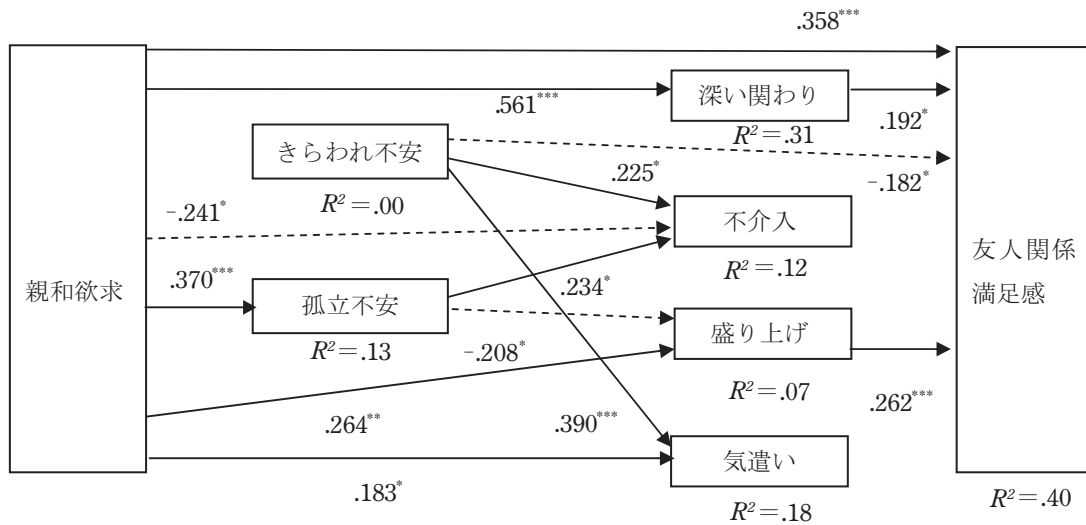 .358***
深い関わり
.561***
.192*
R²=.31
きらわれ不安
.225*
-.182*
R²=.00
-.241*
不介入
R²=.12
友人関係
満足感
親和欲求
.370***
孤立不安
.234*
盛り上げ
R²=.13
-.208*
R²=.07
.262***
.264**
.390***
気遣い
.183*
R²=.18
R²=.40